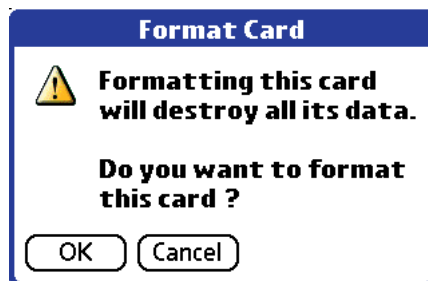 Format Card
Formatting this card
will destroy all its data.
Do you want to format
this card ?
OK Cancel